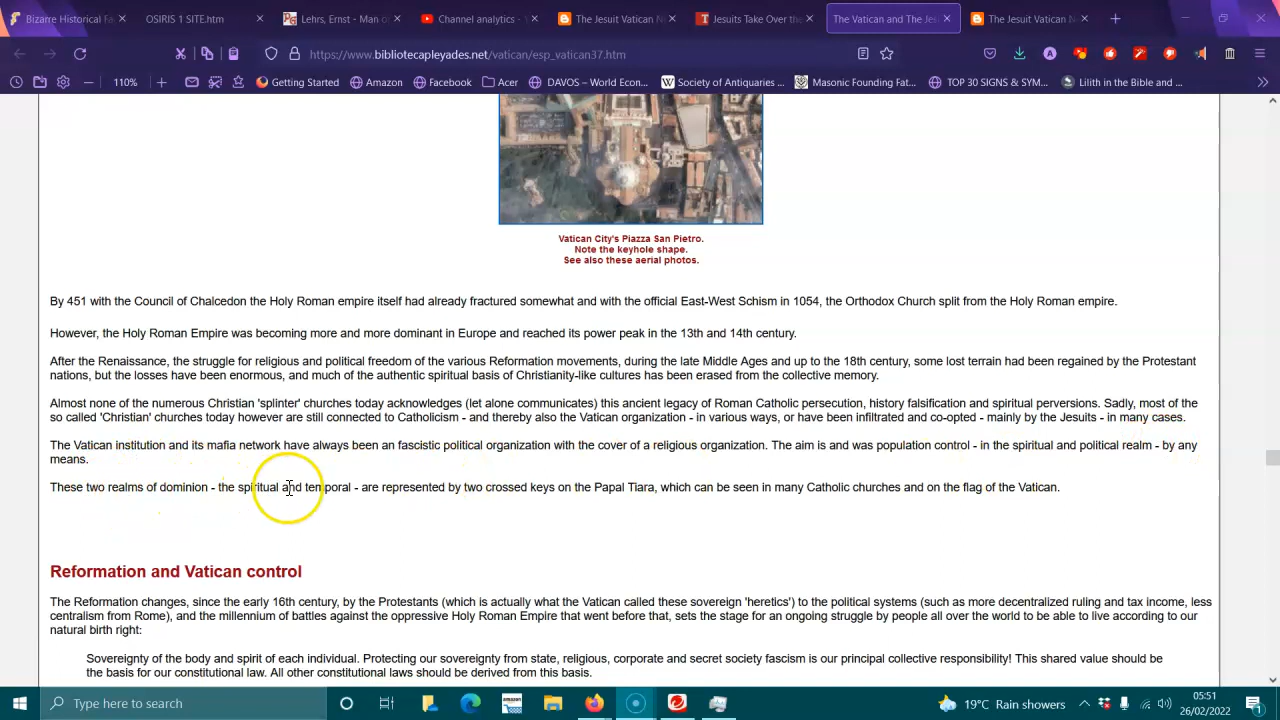 Bizarre Historical Fa
OSIRIS 1 SITE.htm
Lehrs, Ernst - Man o
Channel analytics - 
The Jesuit Vatican N
Jesuits Take Over the
The Vatican and The Jes
The Jesuit Vatican N
https://www.bibliotecapleyades.net/vatican/esp_vatican37.htm
110%
Getting Started
Amazon
Facebook
Acer
DAVOS – World Econ...
Society of Antiquaries ...
Masonic Founding Fat...
TOP 30 SIGNS & SYM...
Lilith in the Bible and ...
Vatican City's Piazza San Pietro.
Note the keyhole shape.
See also these aerial photos.
By 451 with the Council of Chalcedon the Holy Roman empire itself had already fractured somewhat and with the official East-West Schism in 1054, the Orthodox Church split from the Holy Roman empire.
However, the Holy Roman Empire was becoming more and more dominant in Europe and reached its power peak in the 13th and 14th century.
After the Renaissance, the struggle for religious and political freedom of the various Reformation movements, during the late Middle Ages and up to the 18th century, some lost terrain had been regained by the Protestant
nations, but the losses have been enormous, and much of the authentic spiritual basis of Christianity-like cultures has been erased from the collective memory.
Almost none of the numerous Christian 'splinter' churches today acknowledges (let alone communicates) this ancient legacy of Roman Catholic persecution, history falsification and spiritual perversions. Sadly, most of the
so called 'Christian' churches today however are still connected to Catholicism - and thereby also the Vatican organization - in various ways, or have been infiltrated and co-opted - mainly by the Jesuits - in many cases.
The Vatican institution and its mafia network have always been an fascistic political organization with the cover of a religious organization. The aim is and was population control - in the spiritual and political realm - by any
means.
These two realms of dominion - the spiritual and temporal - are represented by two crossed keys on the Papal Tiara, which can be seen in many Catholic churches and on the flag of the Vatican.
Reformation and Vatican control
The Reformation changes, since the early 16th century, by the Protestants (which is actually what the Vatican called these sovereign 'heretics') to the political systems (such as more decentralized ruling and tax income, less
centralism from Rome), and the millennium of battles against the oppressive Holy Roman Empire that went before that, sets the stage for an ongoing struggle by people all over the world to be able to live according to our
natural birth right:
Sovereignty of the body and spirit of each individual. Protecting our sovereignty from state, religious, corporate and secret society fascism is our principal collective responsibility! This shared value should be
the basis for our constitutional law. All other constitutional laws should be derived from this basis.
Type here to search
19°C Rain showers
05:51
26/02/2022